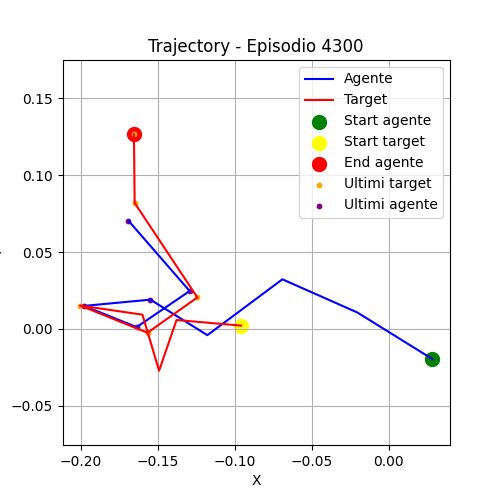 Trajectory - Episodio 4300
Agente
Target
Start agente
Start target
End agente
Ultimi target
Ultimi agente
0.15
0.10
0.05
0.00
−0.05
−0.20
−0.15
−0.10
−0.05
0.00
X